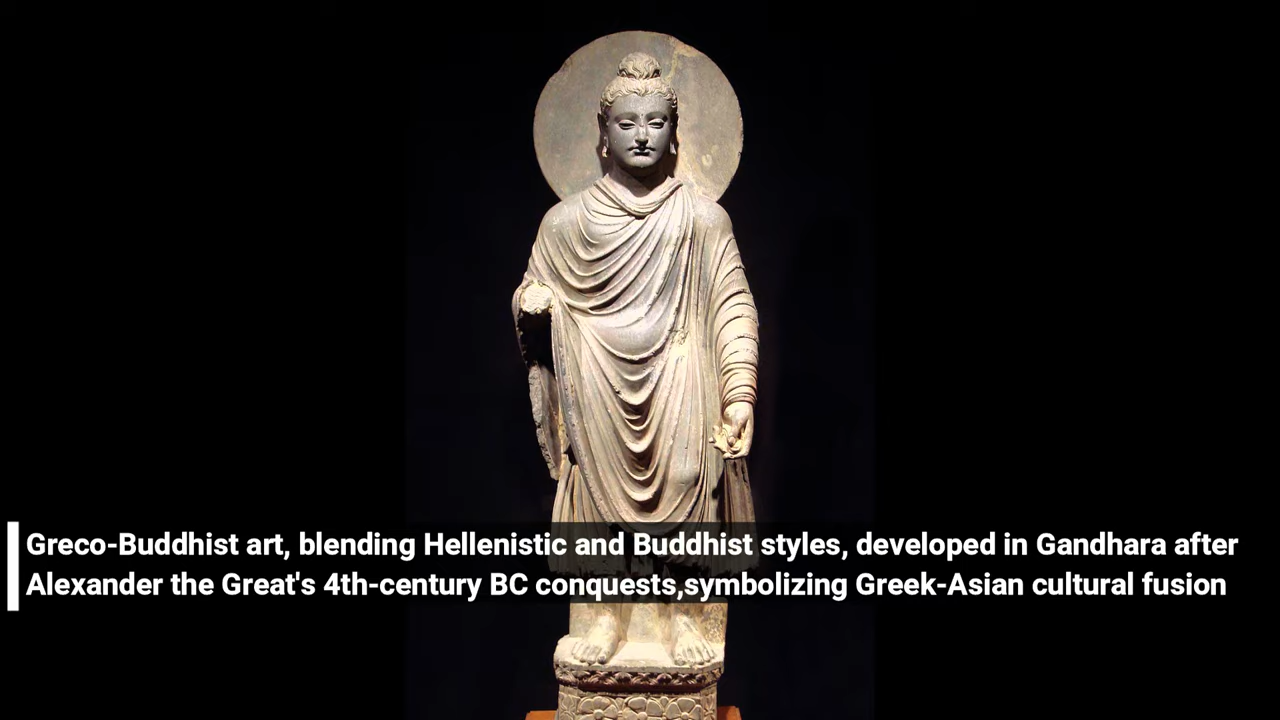 Greco-Buddhist art, blending Hellenistic and Buddhist styles, developed in Gandhara after
Alexander the Great's 4th-century BC conquests,symbolizing Greek-Asian cultural fusion